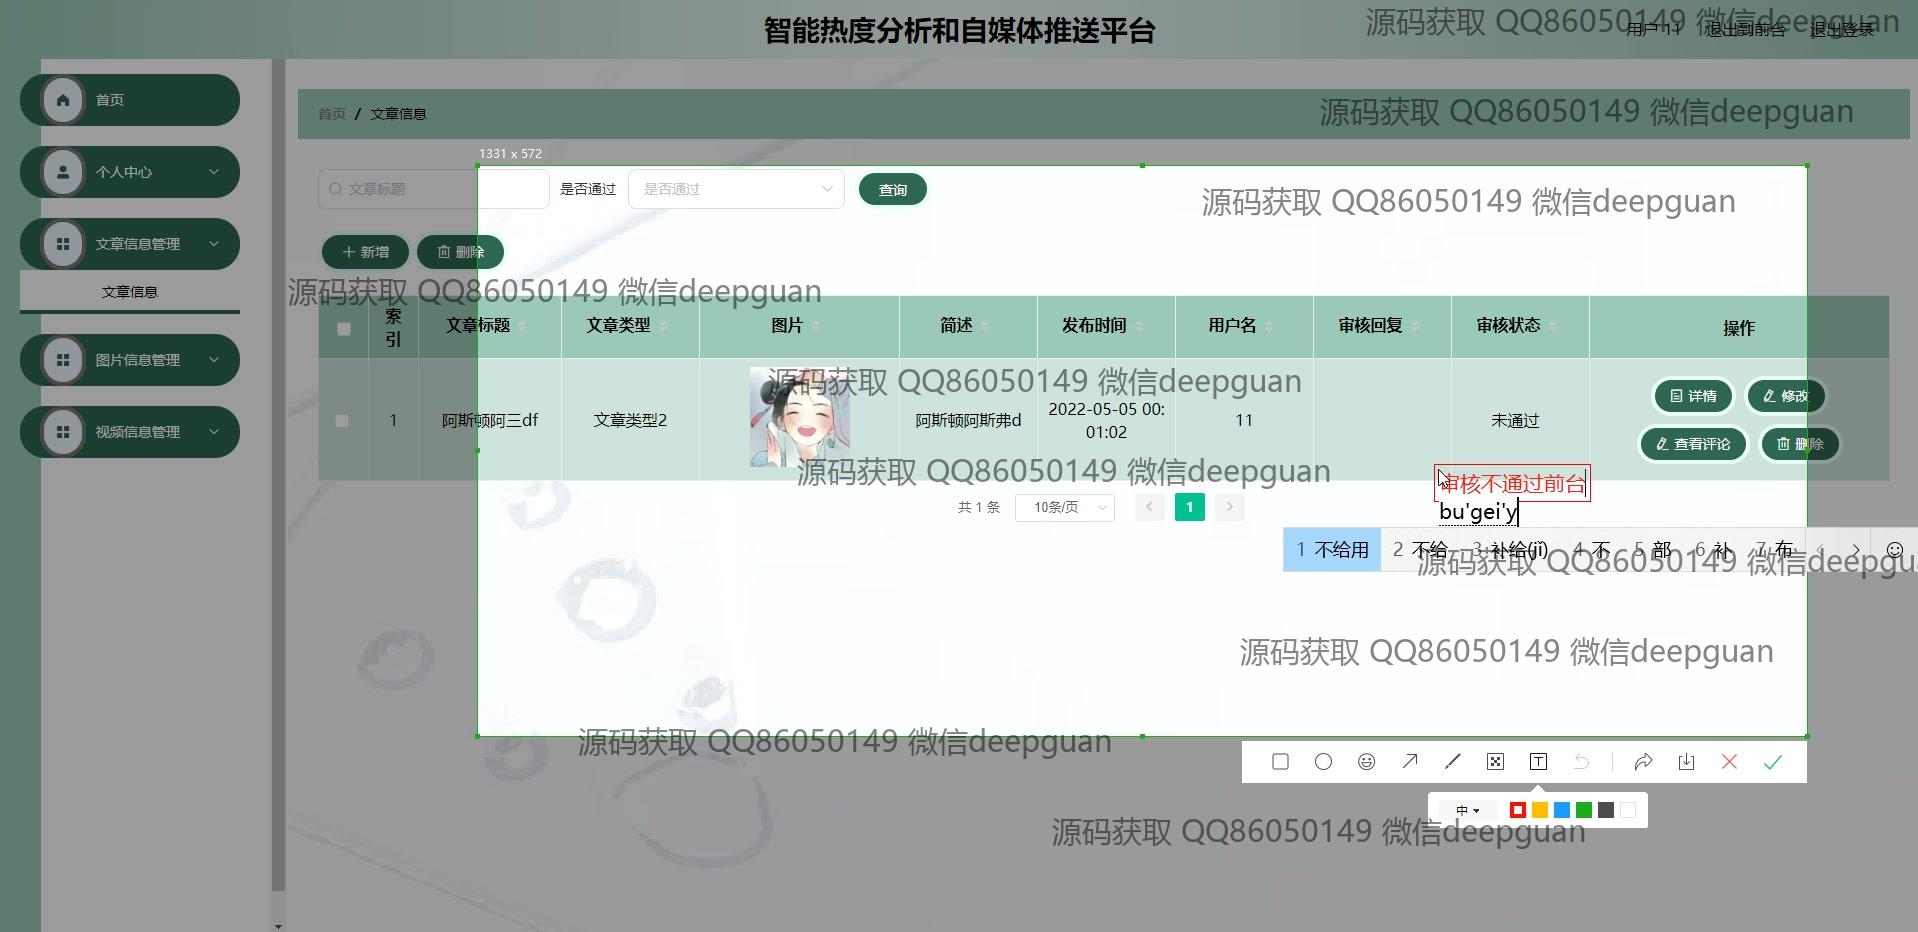 智能热度分析和自媒体推送平台
源码获取 QQ86050149 微信deepguan
用户 11 退出到前台 退出登录
首页
个人中心
文章信息管理
文章信息
图片信息管理
视频信息管理
首页 / 文章信息
源码获取 QQ86050149 微信deepguan
1331 x 572
文章标题 是否通过 是否通过 查询
源码获取 QQ86050149 微信deepguan
新增 删除
源码获取 QQ86050149 微信deepguan
索引 文章标题 文章类型 图片 简述 发布时间 用户名 审核回复 审核状态 操作
源码获取 QQ86050149 微信deepguan
1 阿斯顿阿三df 文章类型2 阿斯顿阿斯弗d 2022-05-05 00:01:02 11 未通过
详情 修改
查看评论 删除
源码获取 QQ86050149 微信deepguan
审核不通过前台
共 1 条 10条/页 1
bu'gei'y
1 不给用 2 不给 3 补给(jǐ) 4 不 5 部 6 补 7 布
源码获取 QQ86050149 微信deepgu
源码获取 QQ86050149 微信deepguan
源码获取 QQ86050149 微信deepguan
中
源码获取 QQ86050149 微信deepguan